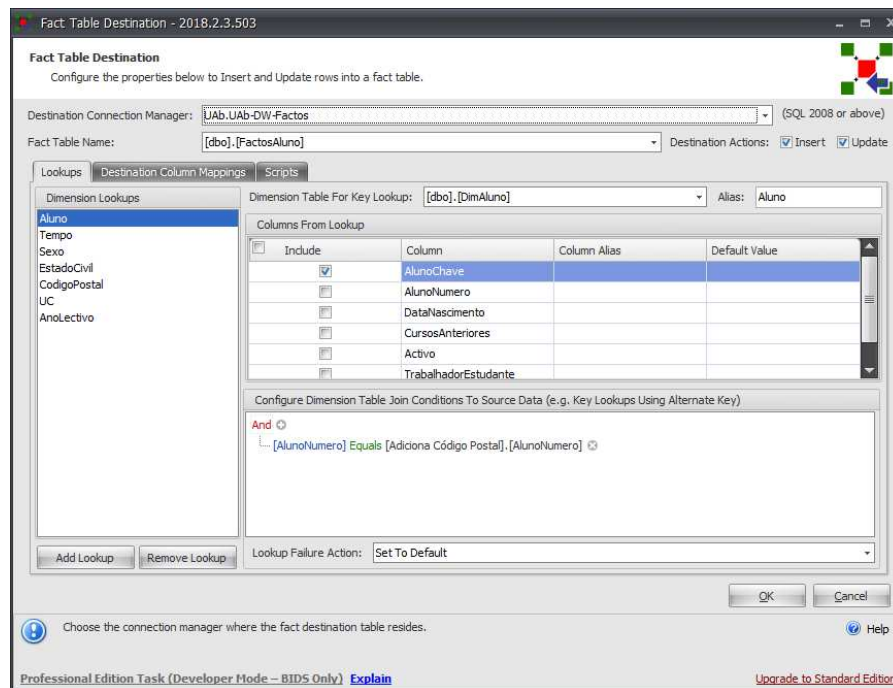 Fact Table Destination - 2018.2.3.503
Fact Table Destination
Configure the properties below to Insert and Update rows into a fact table.
Destination Connection Manager: UAb.UAb-DW-Factos (SQL 2008 or above)
Fact Table Name: [dbo].[FactosAluno] Destination Actions: Insert Update
Lookups Destination Column Mappings Scripts
Dimension Lookups Dimension Table For Key Lookup: [dbo].[DimAluno] Alias: Aluno
Aluno
Tempo
Sexo
EstadoCivil
CodigoPostal
UC
AnoLectivo
Columns From Lookup
Include Column Column Alias Default Value
AlunoChave
AlunoNumero
DataNascimento
CursosAnteriores
Activo
TrabalhadorEstudante
Configure Dimension Table Join Conditions To Source Data (e.g. Key Lookups Using Alternate Key)
And
[AlunoNumero] Equals [Adiciona Código Postal].[AlunoNumero]
Add Lookup Remove Lookup Lookup Failure Action: Set To Default
OK Cancel
Choose the connection manager where the fact destination table resides. Help
Professional Edition Task (Developer Mode – BIDS Only) Explain Upgrade to Standard Edition